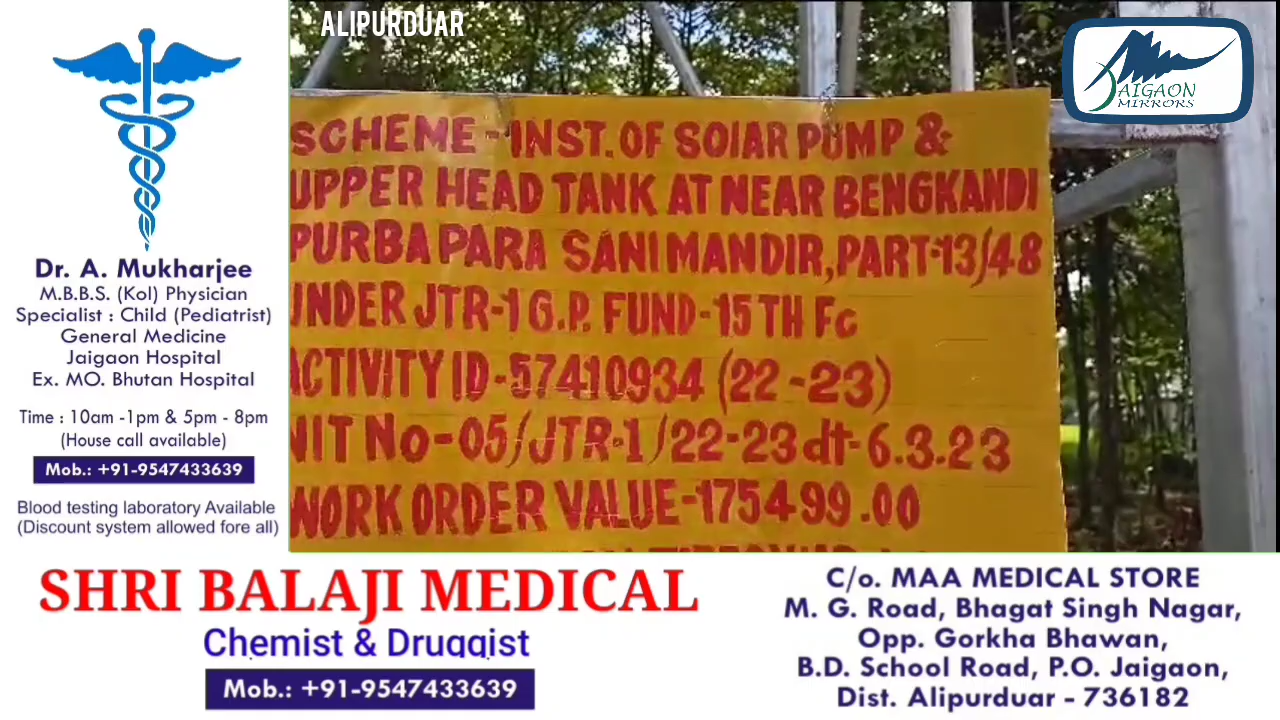 ALIPURDUAR
JAIGAON
MIRRORS
SCHEME - INST. OF SOIAR PUMP &
UPPER HEAD TANK AT NEAR BENGKANDI
PURBA PARA SANI MANDIR, PART-13/48
UNDER JTR-1 G.P. FUND-15 TH Fc
ACTIVITY ID-57410934 (22-23)
NIT No-05/JTR-1/22-23 dt-6.3.23
WORK ORDER VALUE-175499.00
Dr. A. Mukharjee
M.B.B.S. (Kol) Physician
Specialist : Child (Pediatrist)
General Medicine
Jaigaon Hospital
Ex. MO. Bhutan Hospital
Time : 10am -1pm & 5pm - 8pm
(House call available)
Mob.: +91-9547433639
Blood testing laboratory Available
(Discount system allowed fore all)
SHRI BALAJI MEDICAL
Chemist & Druggist
Mob.: +91-9547433639
C/o. MAA MEDICAL STORE
M. G. Road, Bhagat Singh Nagar,
Opp. Gorkha Bhawan,
B.D. School Road, P.O. Jaigaon,
Dist. Alipurduar - 736182